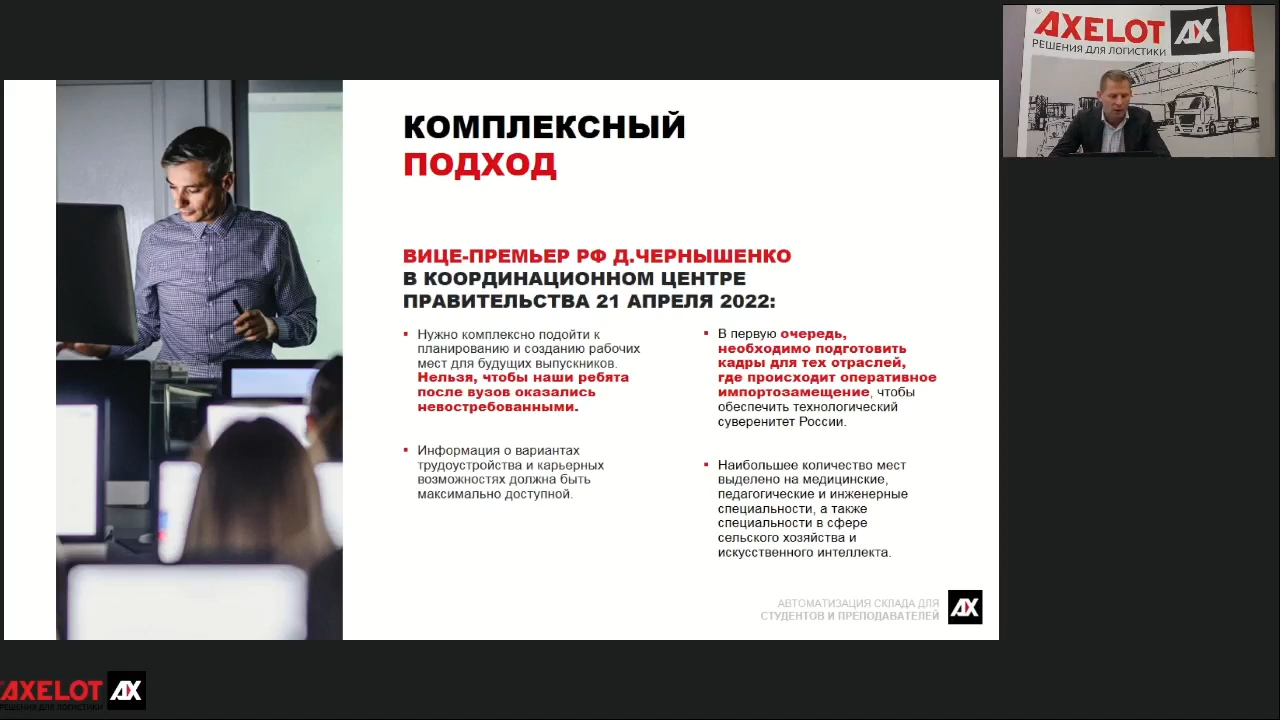 КОМПЛЕКСНЫЙ
ПОДХОД
ВИЦЕ-ПРЕМЬЕР РФ Д.ЧЕРНЫШЕНКО
В КООРДИНАЦИОННОМ ЦЕНТРЕ
ПРАВИТЕЛЬСТВА 21 АПРЕЛЯ 2022:
▪ Нужно комплексно подойти к
планированию и созданию рабочих
мест для будущих выпускников.
Нельзя, чтобы наши ребята
после вузов оказались
невостребованными.
▪ Информация о вариантах
трудоустройства и карьерных
возможностях должна быть
максимально доступной.
▪ В первую очередь,
необходимо подготовить
кадры для тех отраслей,
где происходит оперативное
импортозамещение, чтобы
обеспечить технологический
суверенитет России.
▪ Наибольшее количество мест
выделено на медицинские,
педагогические и инженерные
специальности, а также
специальности в сфере
сельского хозяйства и
искусственного интеллекта.
АВТОМАТИЗАЦИЯ СКЛАДА ДЛЯ
СТУДЕНТОВ И ПРЕПОДАВАТЕЛЕЙ
AX
AXELOT AX
РЕШЕНИЯ ДЛЯ ЛОГИСТИКИ
AXELOT AX
РЕШЕНИЯ ДЛЯ ЛОГИСТИКИ